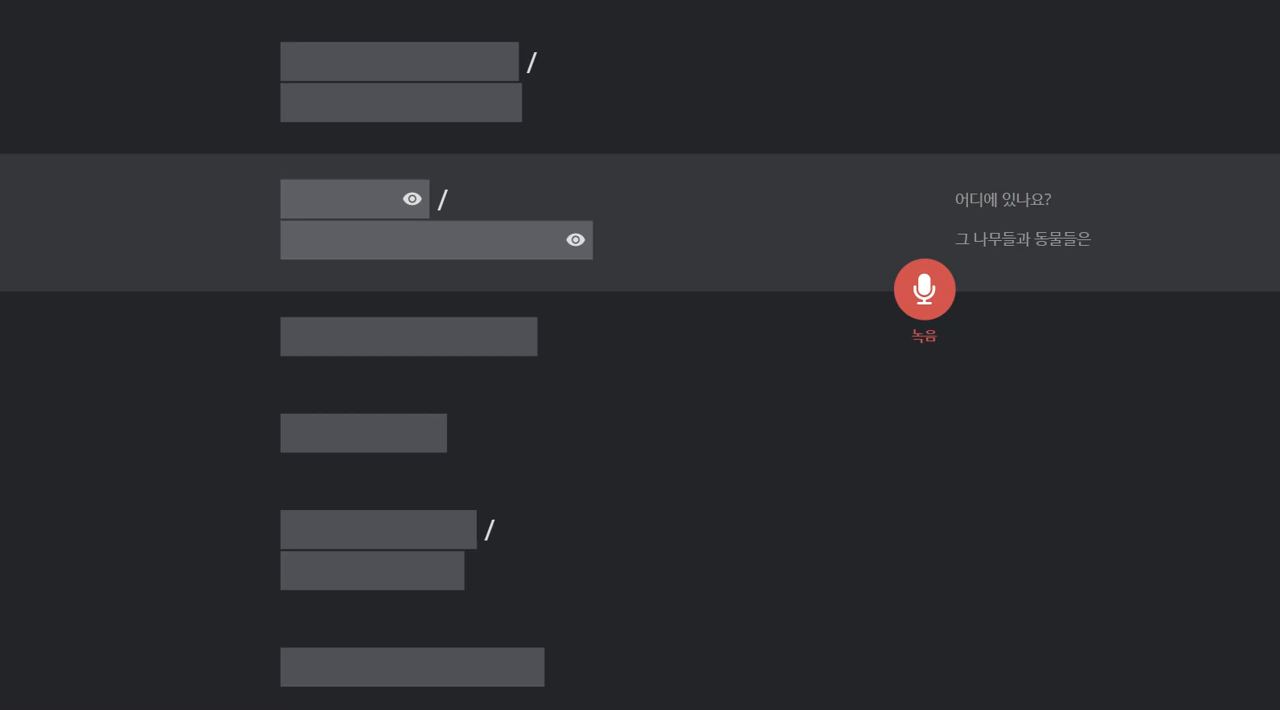 /
/
어디에 있나요?
그 나무들과 동물들은
녹음
/